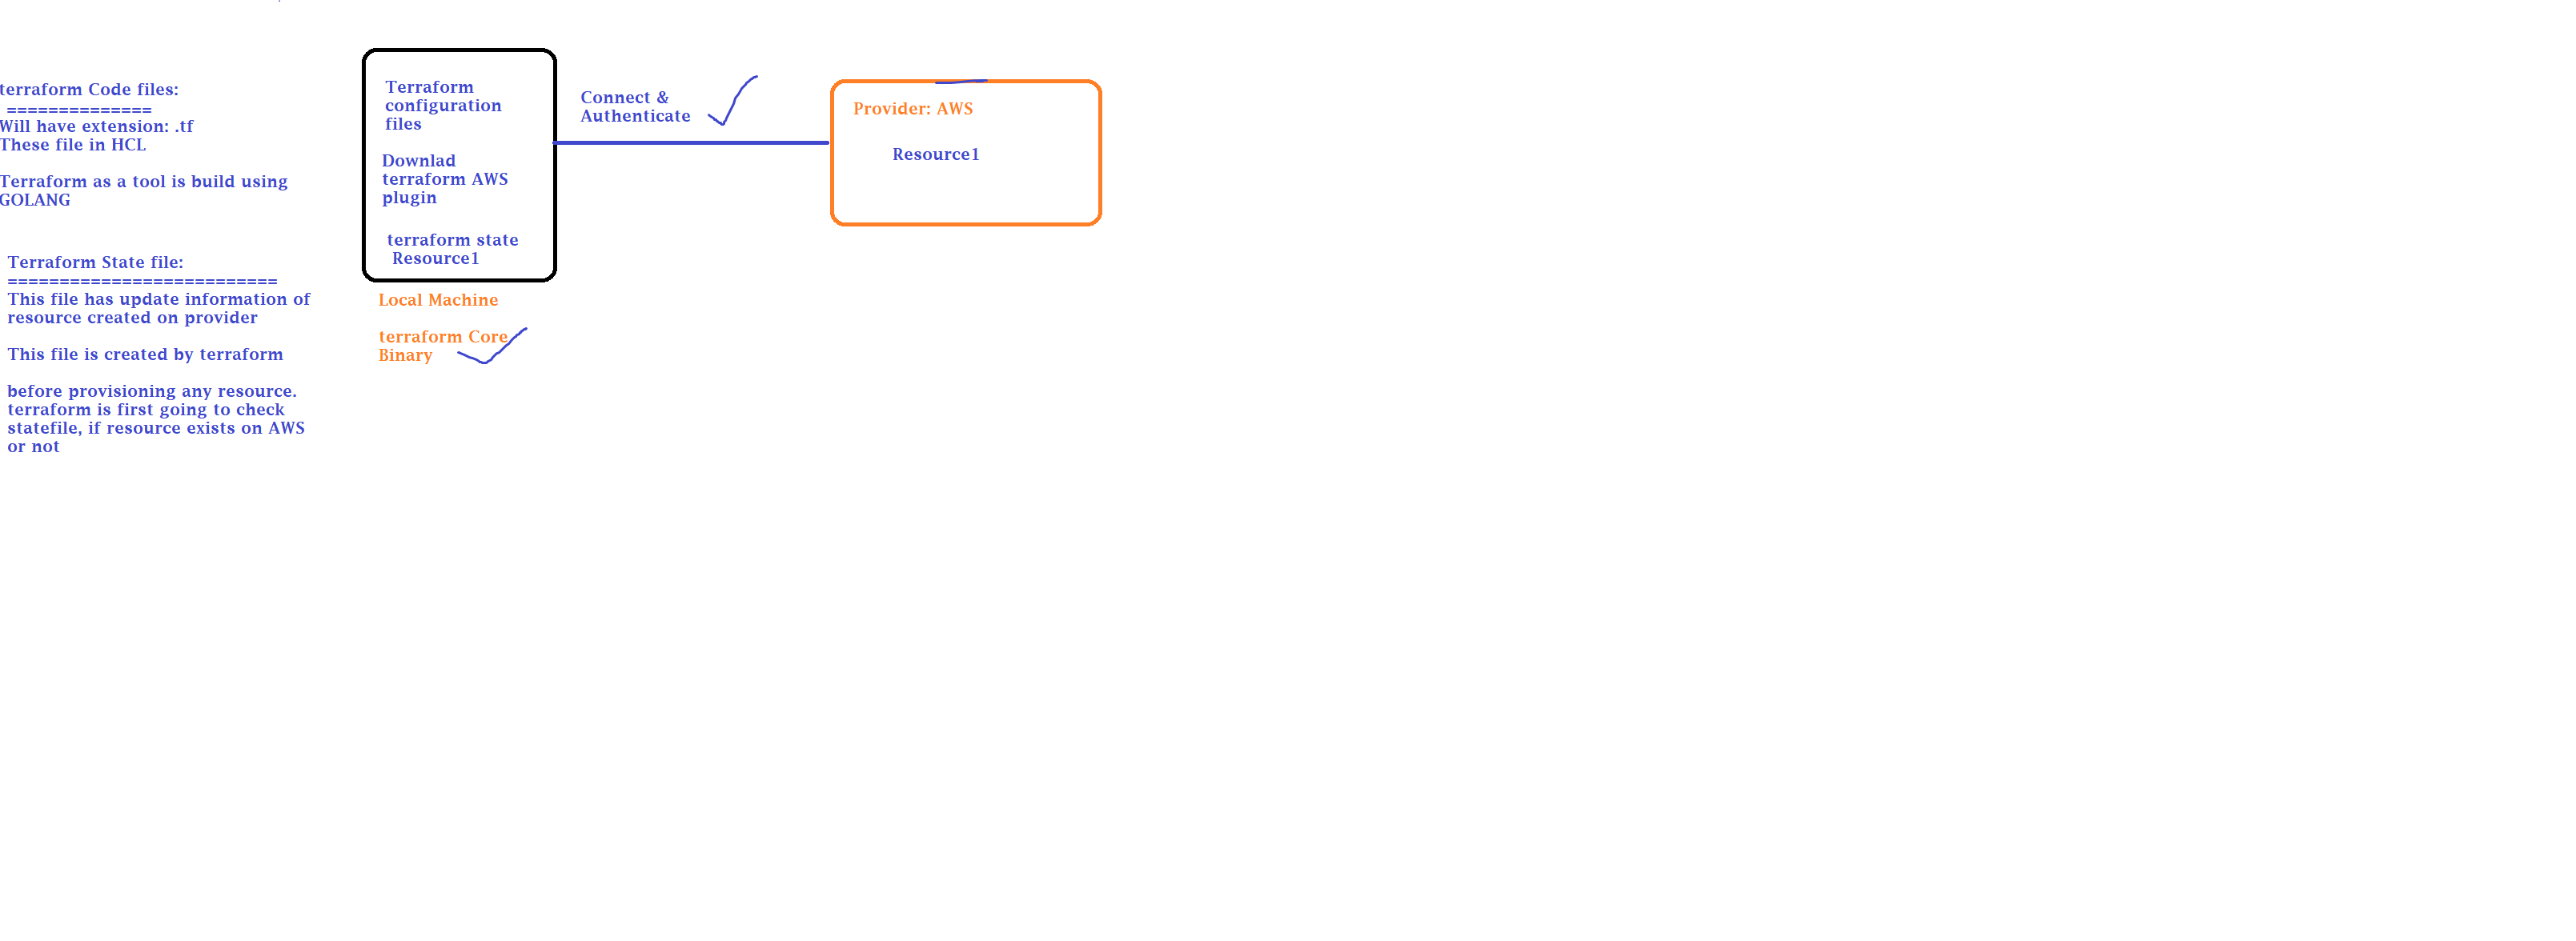 terraform Code files:
==============
Will have extension: .tf
These file in HCL
Terraform as a tool is build using
GOLANG
Terraform State file:
==========================
This file has update information of
resource created on provider
This file is created by terraform
before provisioning any resource.
terraform is first going to check
statefile, if resource exists on AWS
or not
Terraform
configuration
files
Downlad
terraform AWS
plugin
terraform state
Resource1
Local Machine
terraform Core
Binary
Connect &
Authenticate
Provider: AWS
Resource1